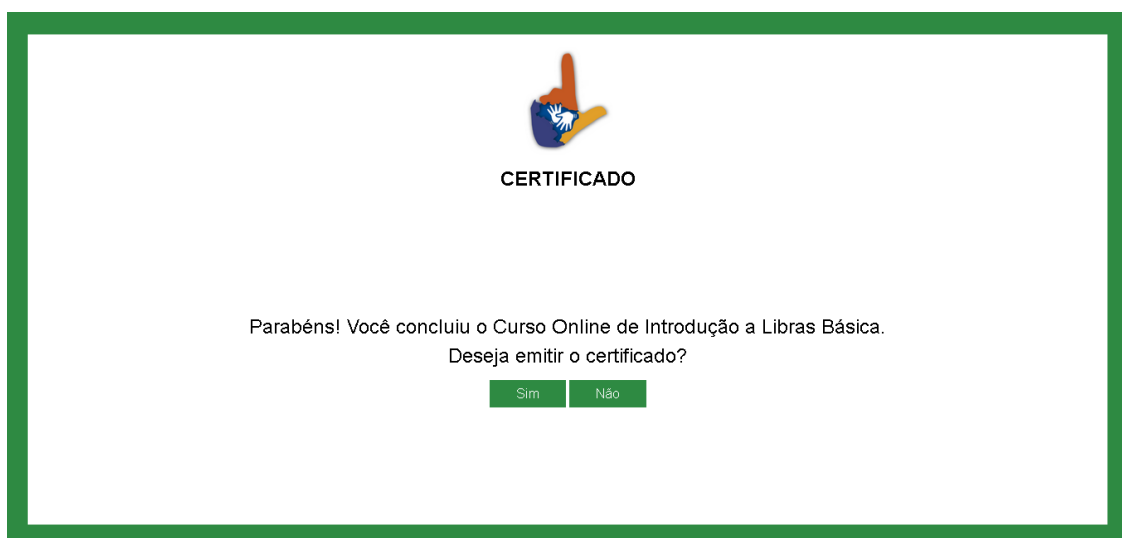 CERTIFICADO
Parabéns! Você concluiu o Curso Online de Introdução a Libras Básica.
Deseja emitir o certificado?
Sim Não